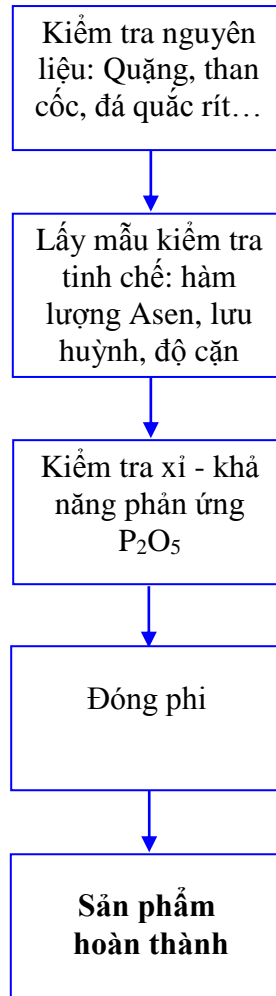 Kiểm tra nguyên
liệu: Quặng, than
cốc, đá quắc rít…
Lấy mẫu kiểm tra
tinh chế: hàm
lượng Asen, lưu
huỳnh, độ cặn
Kiểm tra xỉ - khả
năng phản ứng
P₂O₅
Đóng phi
Sản phẩm
hoàn thành